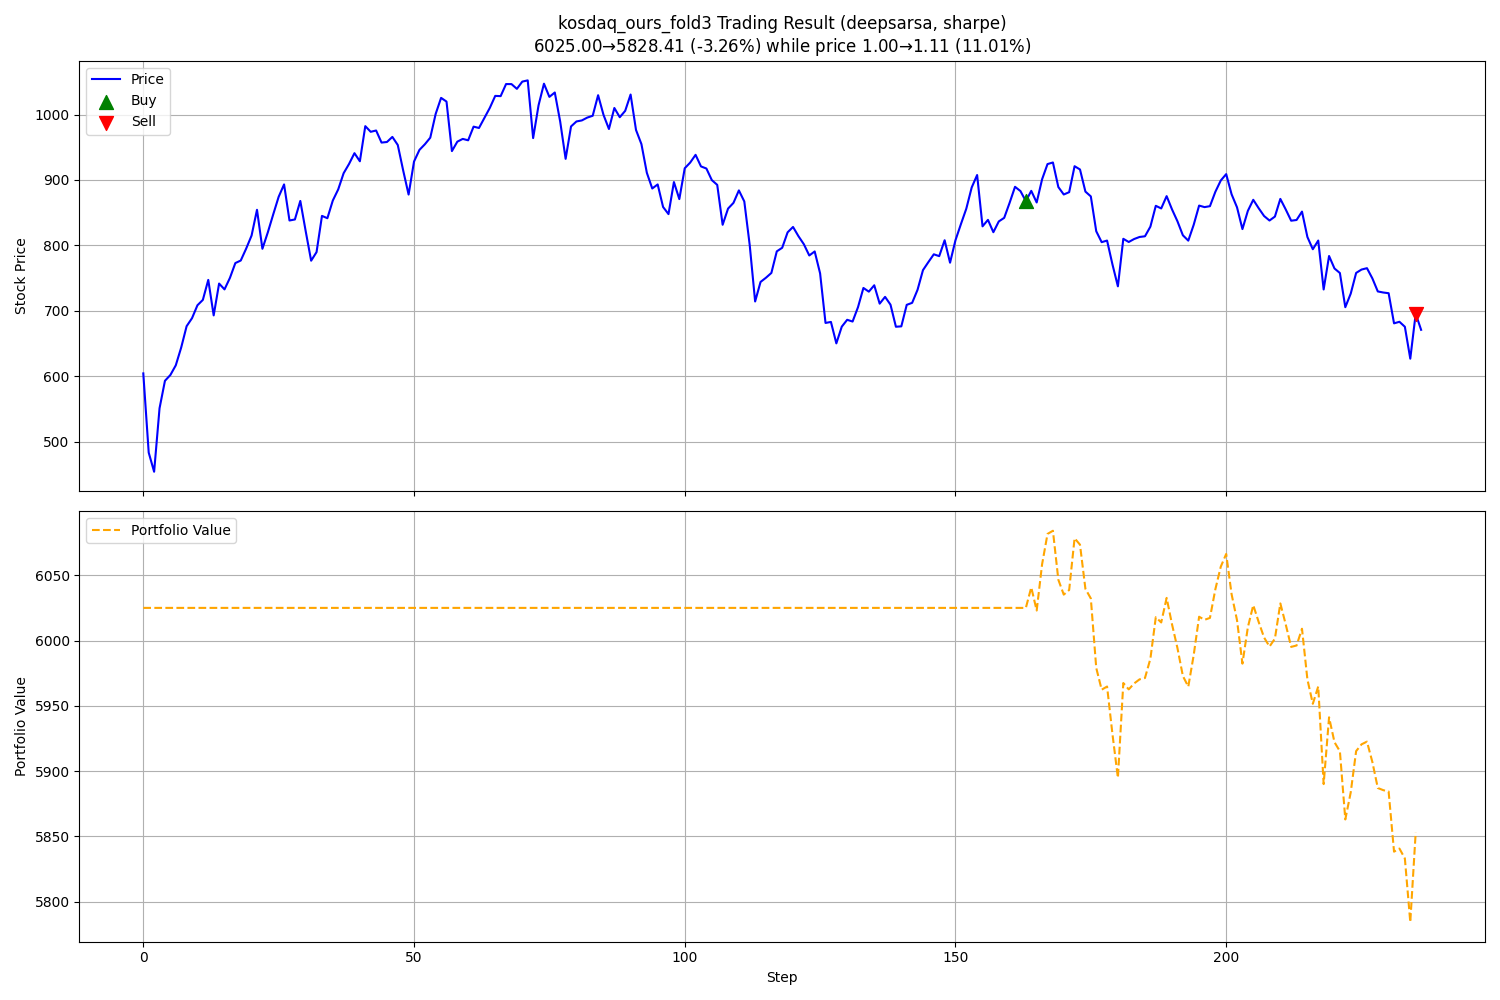 kosdaq_ours_fold3 Trading Result (deepsarsa, sharpe)
6025.00→5828.41 (-3.26%) while price 1.00→1.11 (11.01%)
Price
Buy
Sell
Stock Price
1000
900
800
700
600
500
Portfolio Value
Portfolio Value
6050
6000
5950
5900
5850
5800
0
50
100
150
200
Step